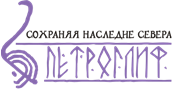 СОХРАНЯЯ НАСЛЕДИЕ СЕВЕРА
ПЕТРОГЛИФ